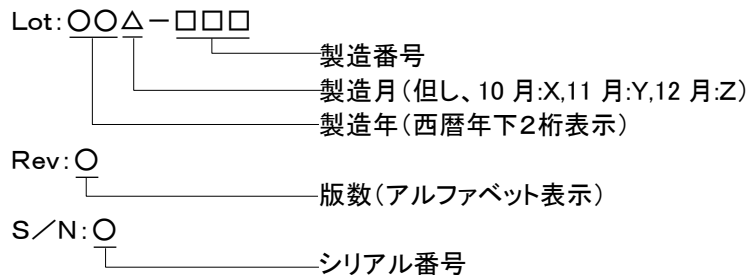 Lot:○○△－□□□
製造番号
製造月(但し、10 月:X,11 月:Y,12 月:Z)
製造年(西暦年下２桁表示)
Rev:○
版数(アルファベット表示)
S／N:○
シリアル番号